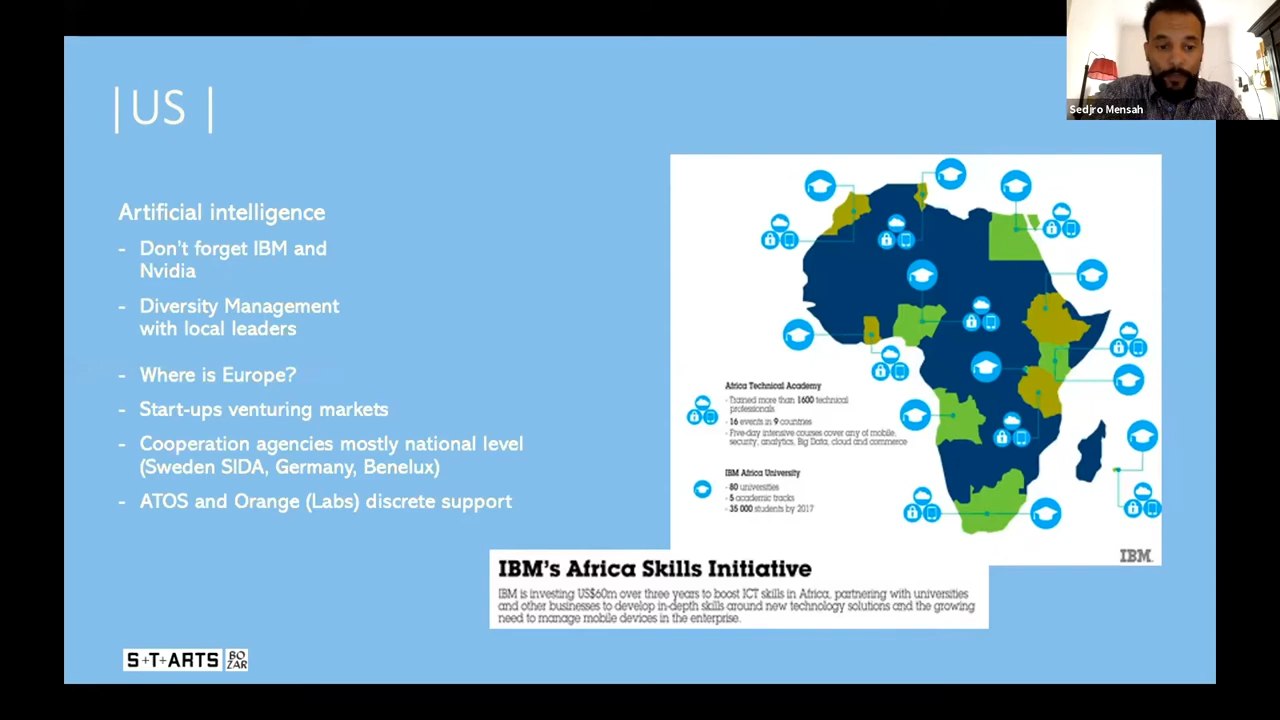 Sedjro Mensah
|US |
Artificial intelligence
- Don't forget IBM and
Nvidia
- Diversity Management
with local leaders
- Where is Europe?
- Start-ups venturing markets
- Cooperation agencies mostly national level
(Sweden SIDA, Germany, Benelux)
- ATOS and Orange (Labs) discrete support
Africa Technical Academy
- Trained more than 1600 technical
professionals
- 16 events in 9 countries
- Five-day intensive courses cover any of mobile,
security, analytics, Big Data, cloud and commerce
IBM Africa University
- 80 universities
- 5 academic tracks
- 35 000 students by 2017
IBM
IBM's Africa Skills Initiative
IBM is investing US$60m over three years to boost ICT skills in Africa, partnering with universities
and other businesses to develop in-depth skills around new technology solutions and the growing
need to manage mobile devices in the enterprise.
S+T+ARTS
BO
ZAR